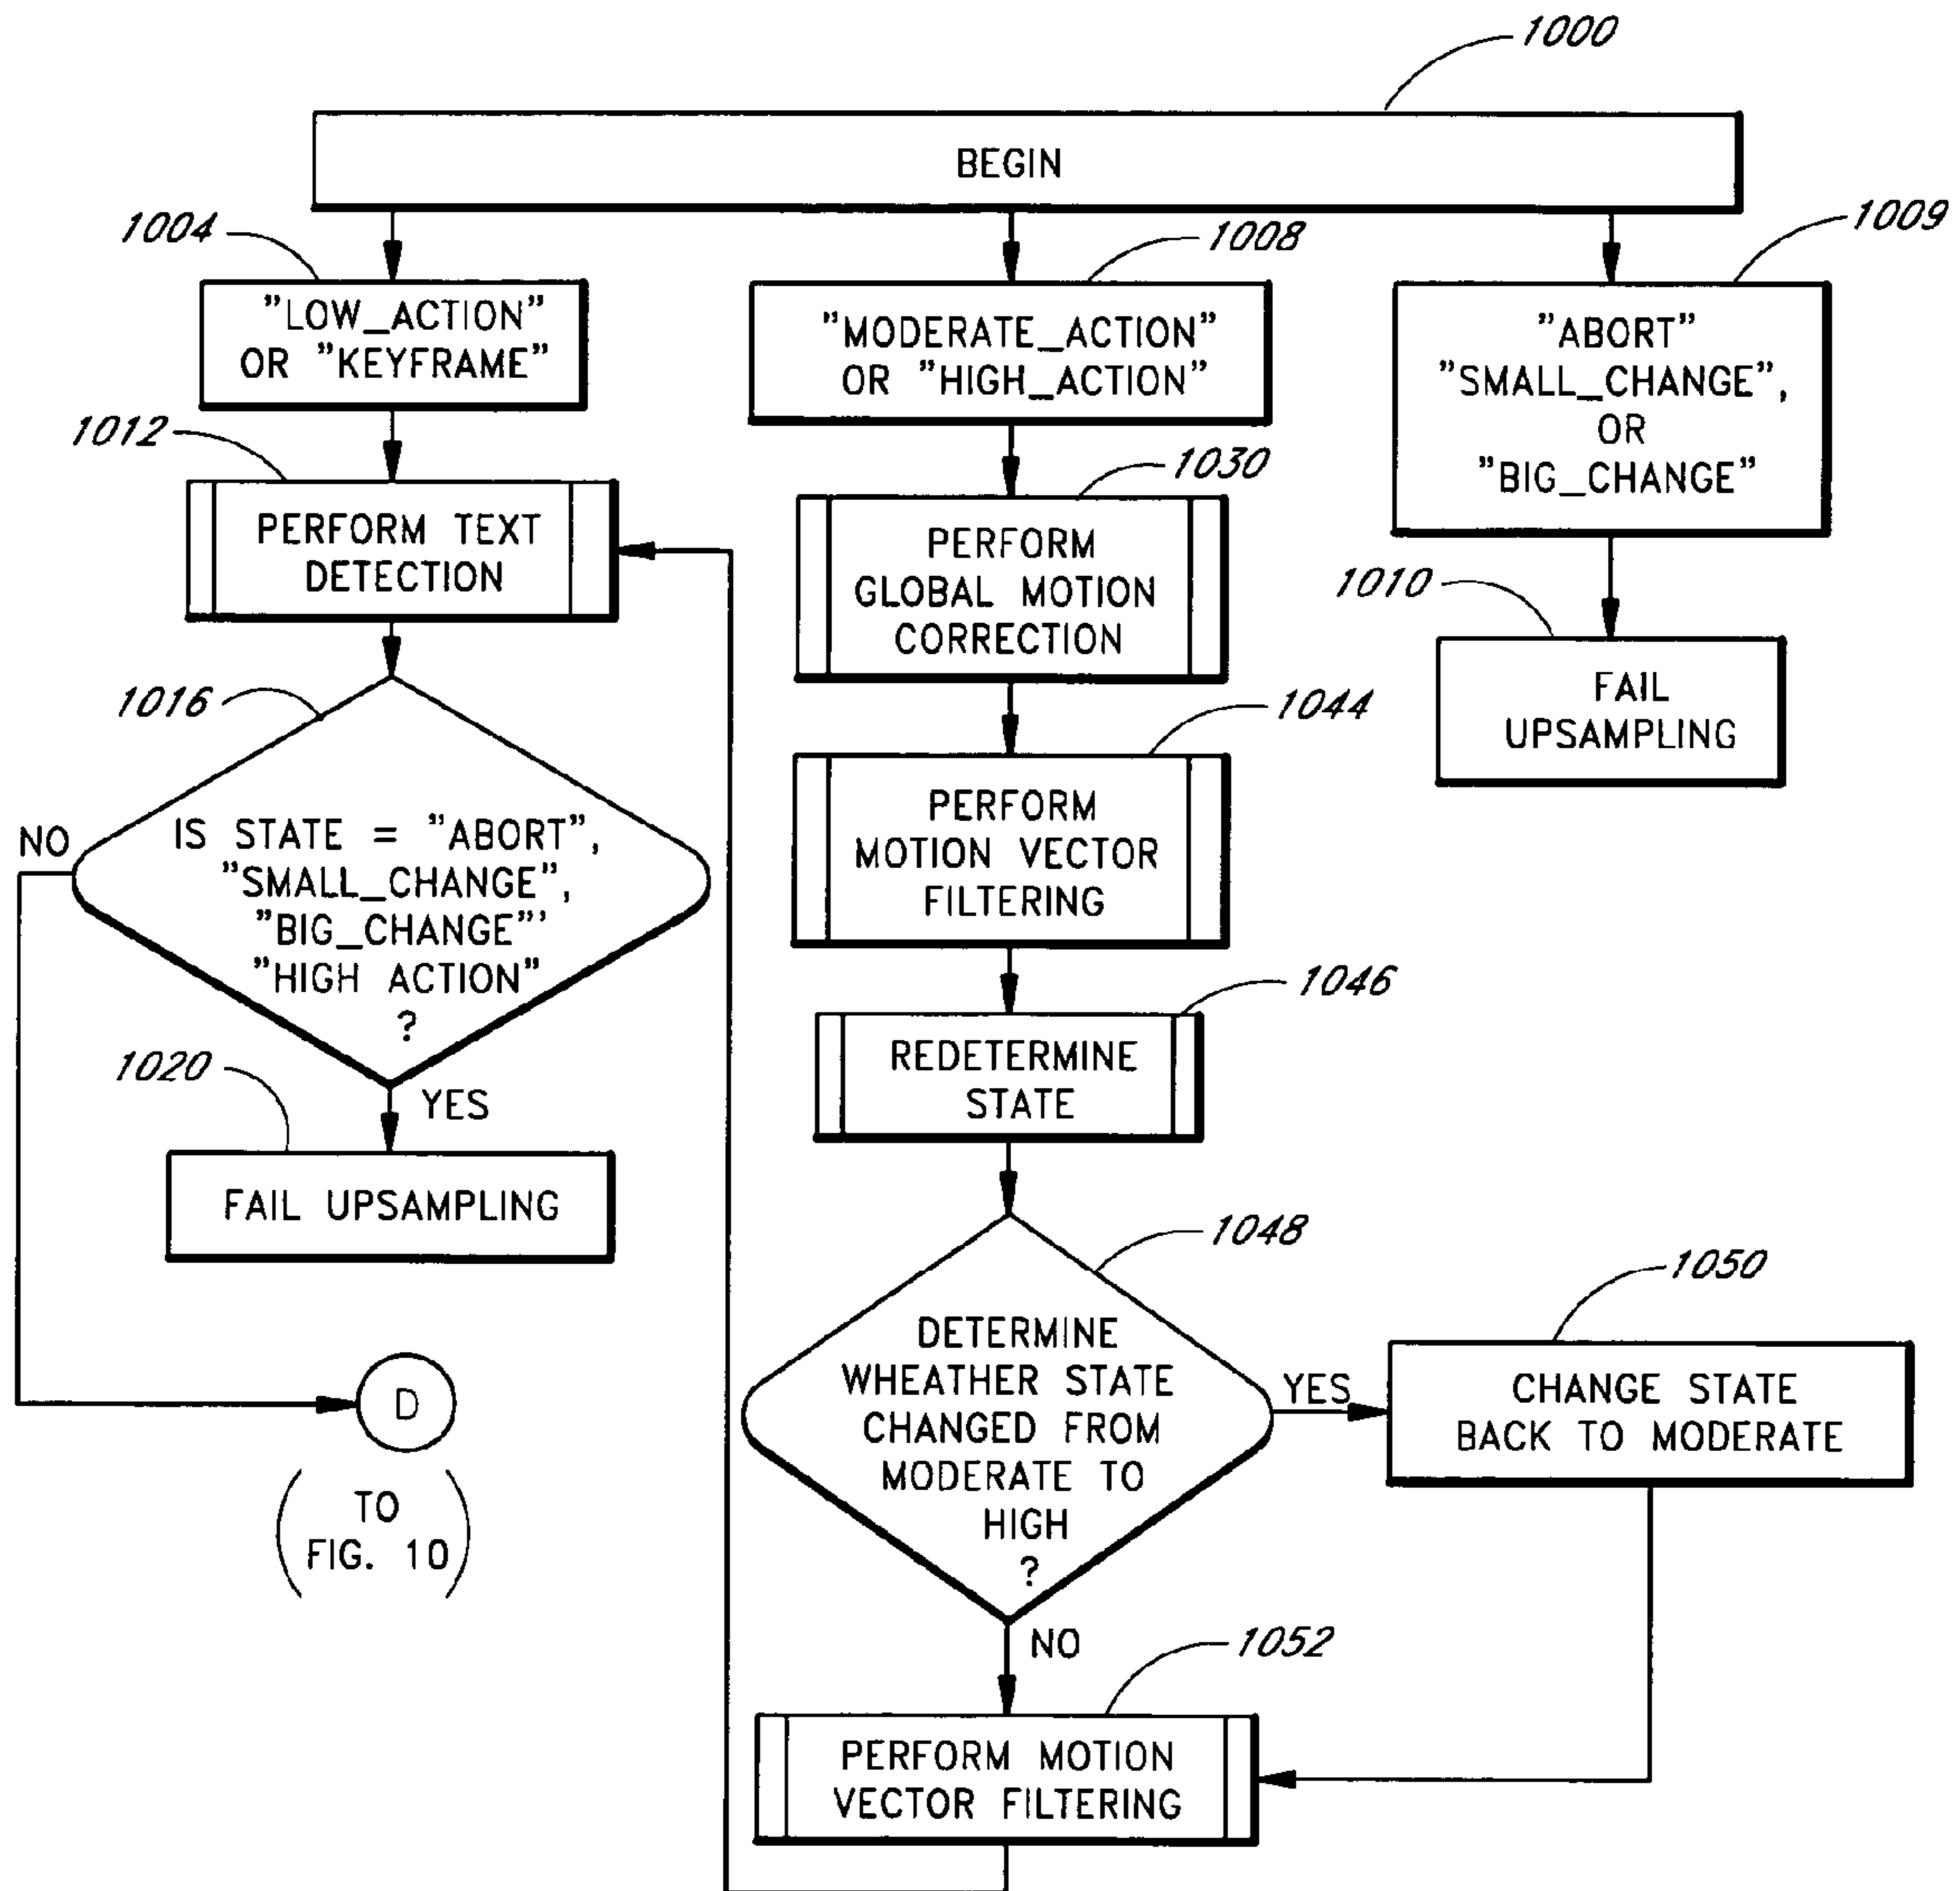 1000
BEGIN
1004
"LOW_ACTION"
OR "KEYFRAME"
1008
"MODERATE_ACTION"
OR "HIGH_ACTION"
1009
"ABORT"
"SMALL_CHANGE",
OR
"BIG_CHANGE"
1012
PERFORM TEXT
DETECTION
1030
PERFORM
GLOBAL MOTION
CORRECTION
1010
FAIL
UPSAMPLING
1016
IS STATE = "ABORT",
"SMALL_CHANGE",
"BIG_CHANGE"'
"HIGH ACTION"
?
NO
YES
1044
PERFORM
MOTION VECTOR
FILTERING
1020
FAIL UPSAMPLING
1046
REDETERMINE
STATE
D
TO
FIG. 10
1048
DETERMINE
WHEATHER STATE
CHANGED FROM
MODERATE TO
HIGH
?
YES
NO
1050
CHANGE STATE
BACK TO MODERATE
1052
PERFORM MOTION
VECTOR FILTERING